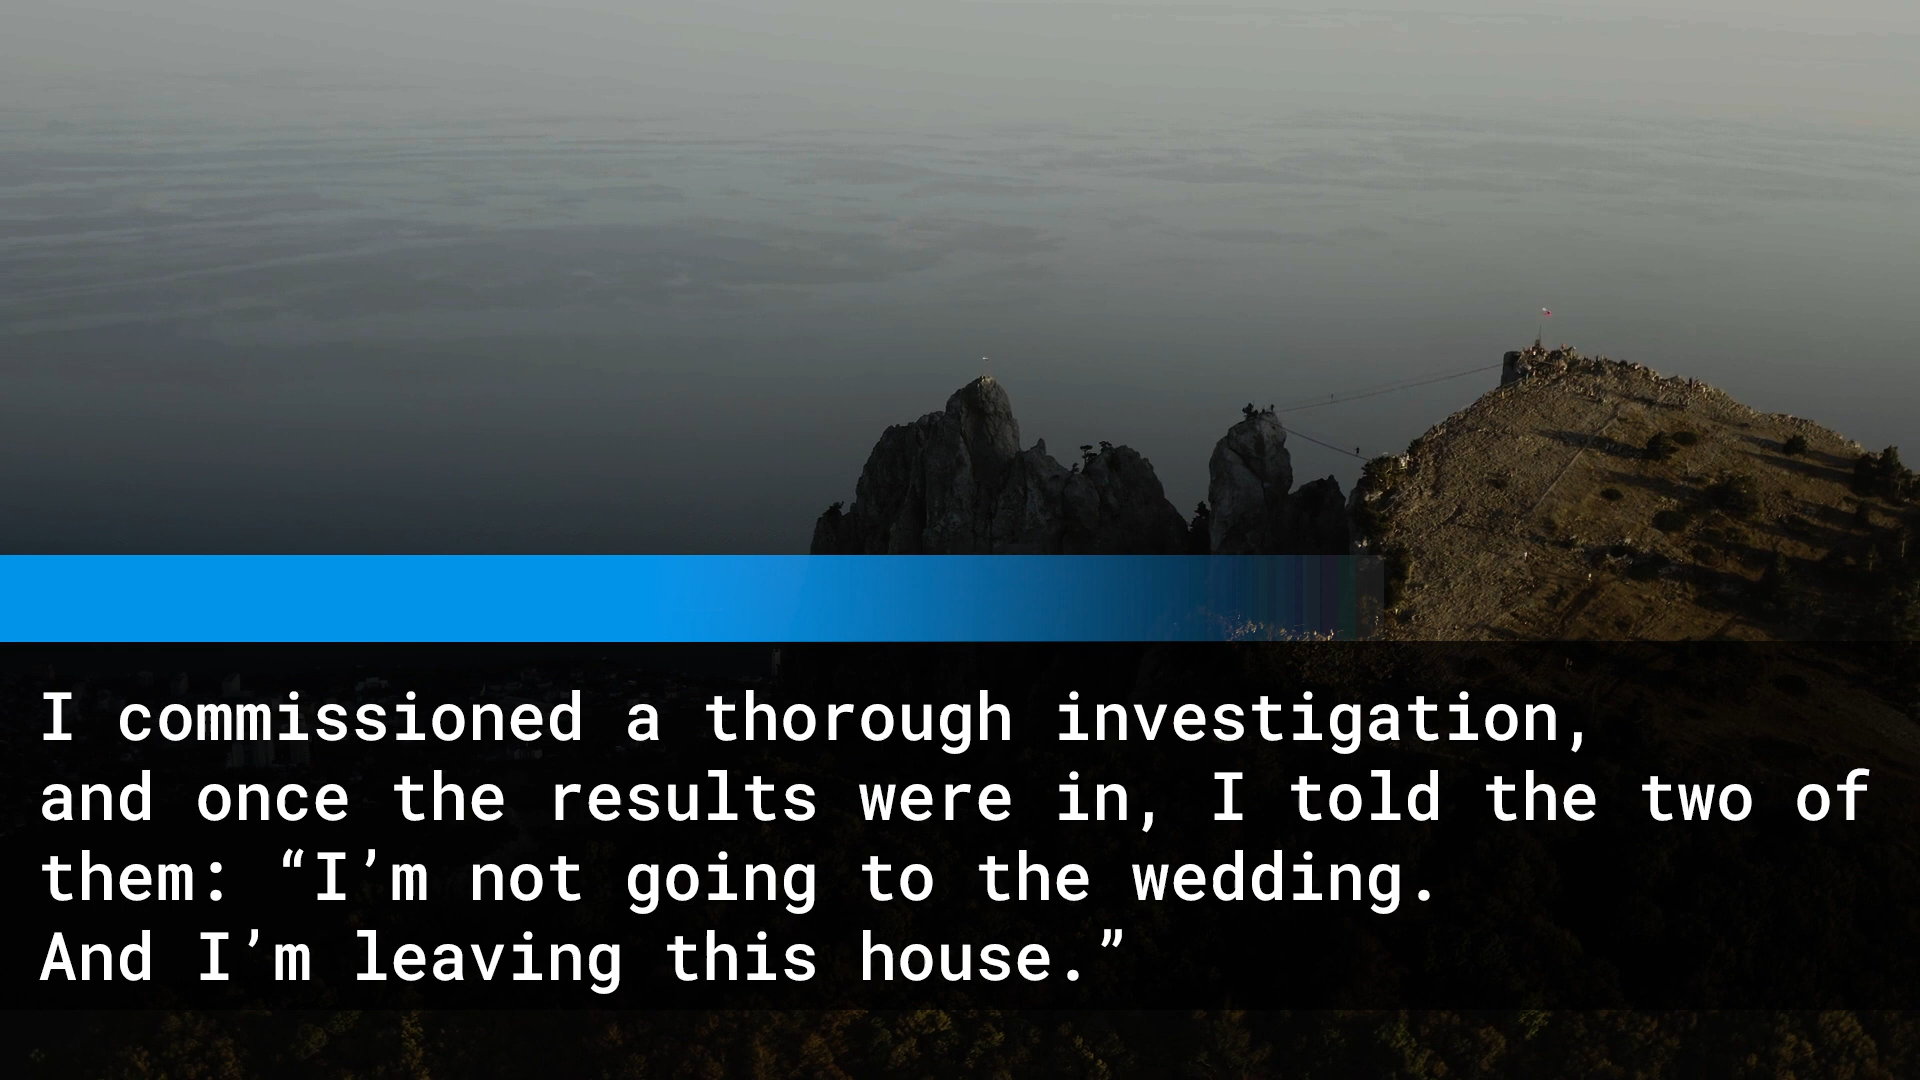 I commissioned a thorough investigation,
and once the results were in, I told the two of
them: “I’m not going to the wedding.
And I’m leaving this house.”